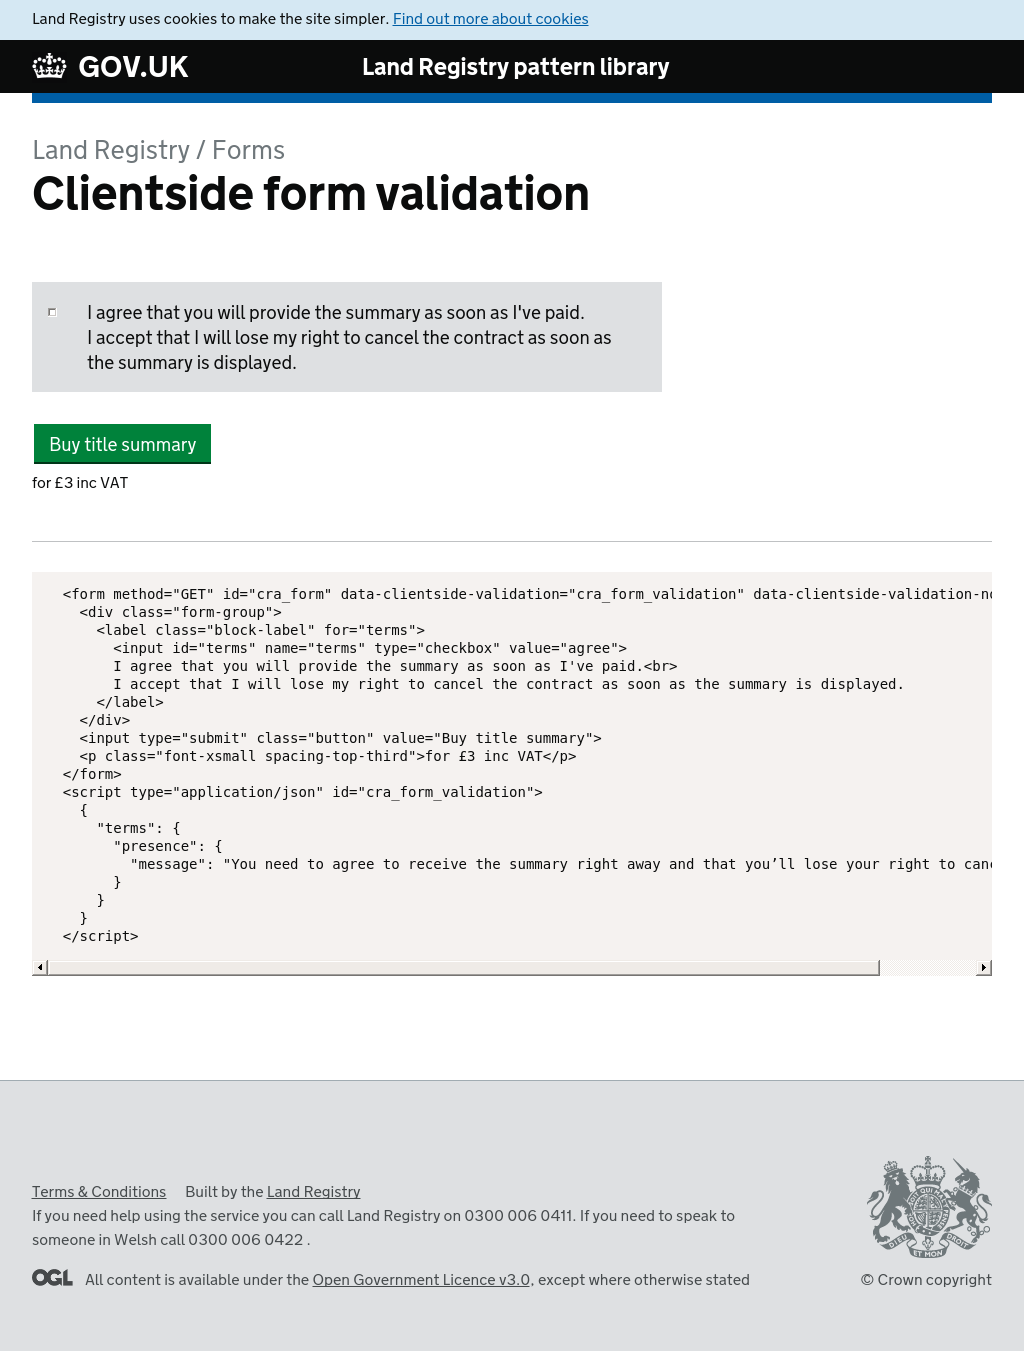 Land Registry uses cookies to make the site simpler. Find out more about cookies
GOV.UK
Land Registry pattern library
Land Registry / Forms
Clientside form validation
I agree that you will provide the summary as soon as I've paid.
I accept that I will lose my right to cancel the contract as soon as
the summary is displayed.
Buy title summary
for £3 inc VAT
<form method="GET" id="cra_form" data-clientside-validation="cra_form_validation" data-clientside-validation-no
<div class="form-group">
<label class="block-label" for="terms">
<input id="terms" name="terms" type="checkbox" value="agree">
I agree that you will provide the summary as soon as I've paid.<br>
I accept that I will lose my right to cancel the contract as soon as the summary is displayed.
</label>
</div>
<input type="submit" class="button" value="Buy title summary">
<p class="font-xsmall spacing-top-third">for £3 inc VAT</p>
</form>
<script type="application/json" id="cra_form_validation">
{
"terms": {
"presence": {
"message": "You need to agree to receive the summary right away and that you’ll lose your right to canc
}
}
}
</script>
Terms & Conditions Built by the Land Registry
If you need help using the service you can call Land Registry on 0300 006 0411. If you need to speak to
someone in Welsh call 0300 006 0422 .
OGL All content is available under the Open Government Licence v3.0, except where otherwise stated
DIEU ET MON DROIT
© Crown copyright